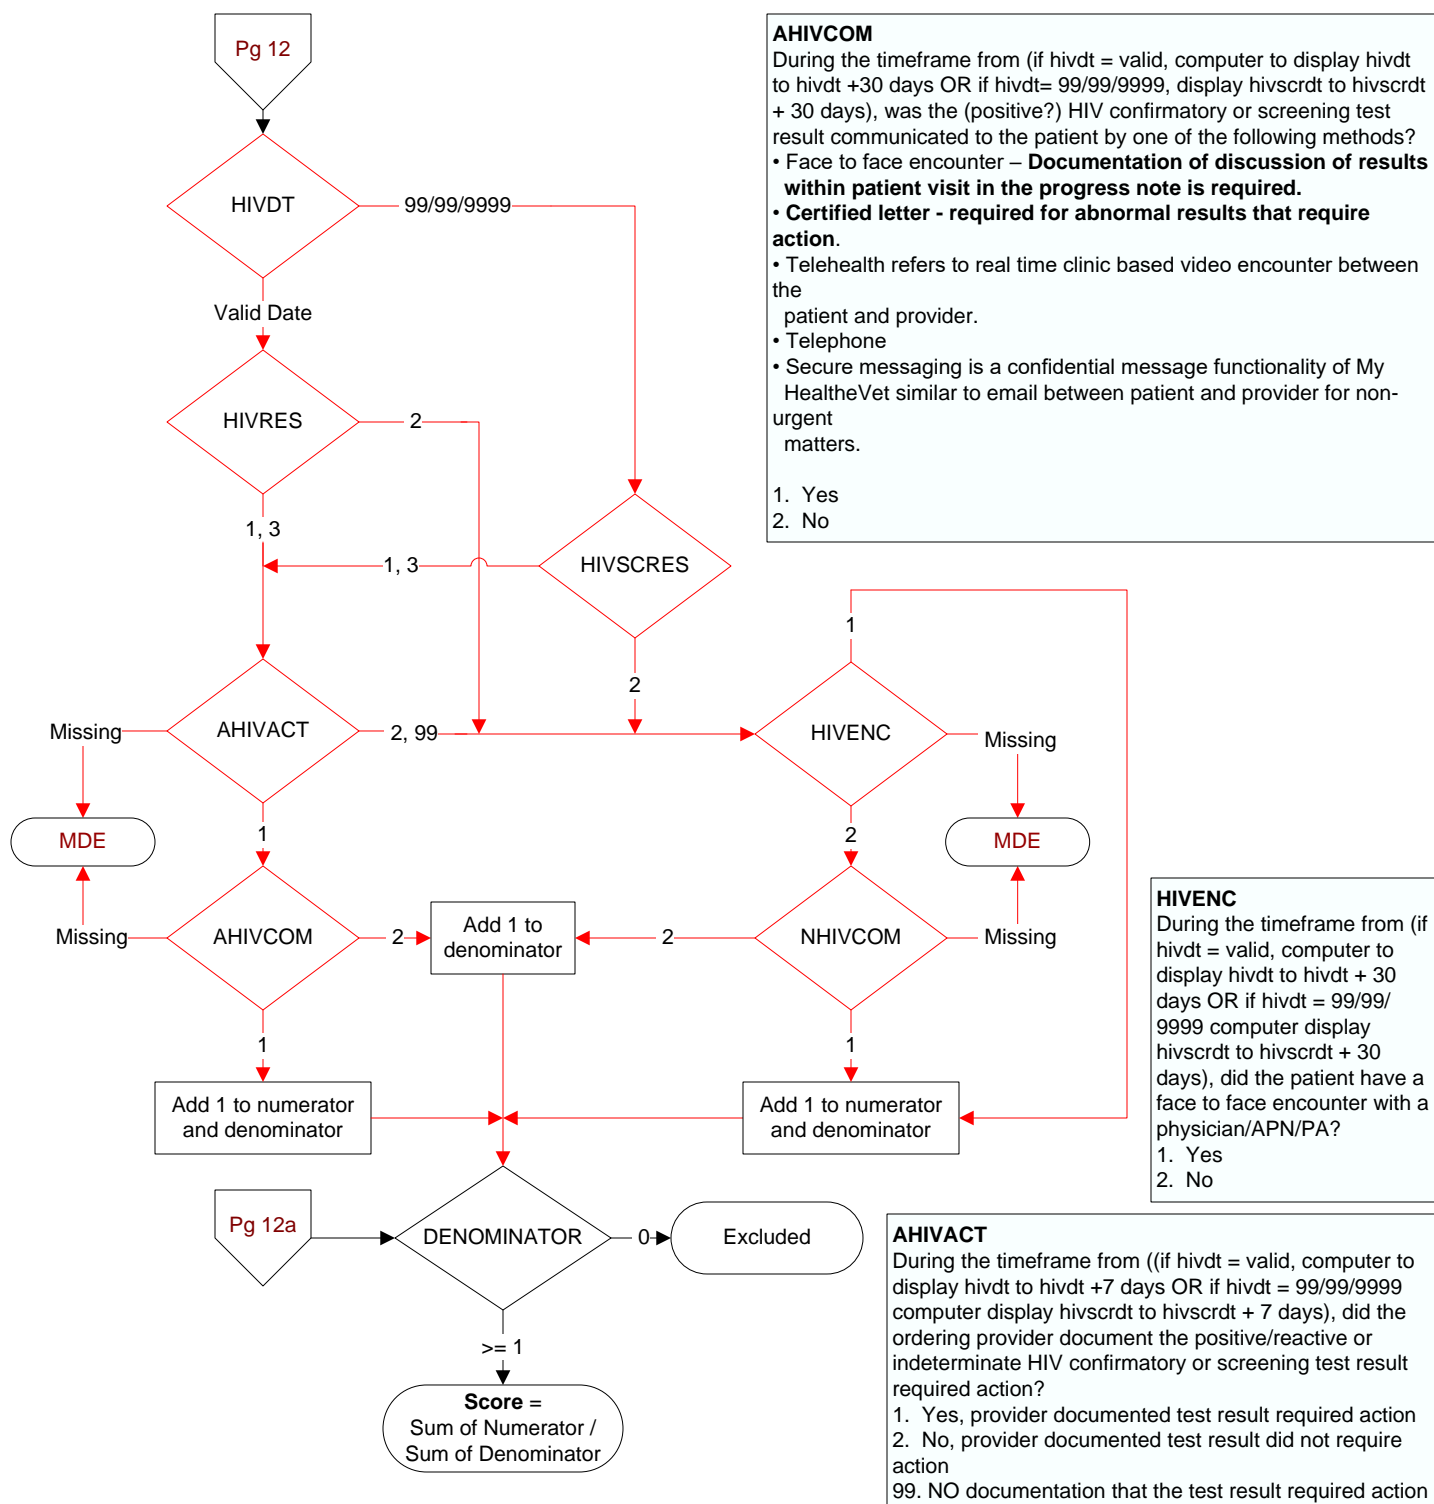 Pg 12
HIVDT
99/99/9999
Valid Date
HIVRES
2
1, 3
1, 3
HIVSCRES
2
AHIVACT
Missing
2, 99
MDE
1
Missing
AHIVCOM
2
1
Add 1 to
denominator
Add 1 to numerator
and denominator
1
HIVENC
Missing
MDE
2
NHIVCOM
Missing
2
1
Add 1 to numerator
and denominator
Pg 12a
DENOMINATOR
0
Excluded
>= 1
Score =
Sum of Numerator /
Sum of Denominator
AHIVCOM
During the timeframe from (if hivdt = valid, computer to display hivdt
to hivdt +30 days OR if hivdt= 99/99/9999, display hivscrdt to hivscrdt
+ 30 days), was the (positive?) HIV confirmatory or screening test
result communicated to the patient by one of the following methods?
• Face to face encounter – Documentation of discussion of results
within patient visit in the progress note is required.
• Certified letter - required for abnormal results that require
action.
• Telehealth refers to real time clinic based video encounter between
the
patient and provider.
• Telephone
• Secure messaging is a confidential message functionality of My
HealtheVet similar to email between patient and provider for non-
urgent
matters.
1. Yes
2. No
HIVENC
During the timeframe from (if
hivdt = valid, computer to
display hivdt to hivdt + 30
days OR if hivdt = 99/99/
9999 computer display
hivscrdt to hivscrdt + 30
days), did the patient have a
face to face encounter with a
physician/APN/PA?
1. Yes
2. No
AHIVACT
During the timeframe from ((if hivdt = valid, computer to
display hivdt to hivdt +7 days OR if hivdt = 99/99/9999
computer display hivscrdt to hivscrdt + 7 days), did the
ordering provider document the positive/reactive or
indeterminate HIV confirmatory or screening test result
required action?
1. Yes, provider documented test result required action
2. No, provider documented test result did not require
action
99. NO documentation that the test result required action